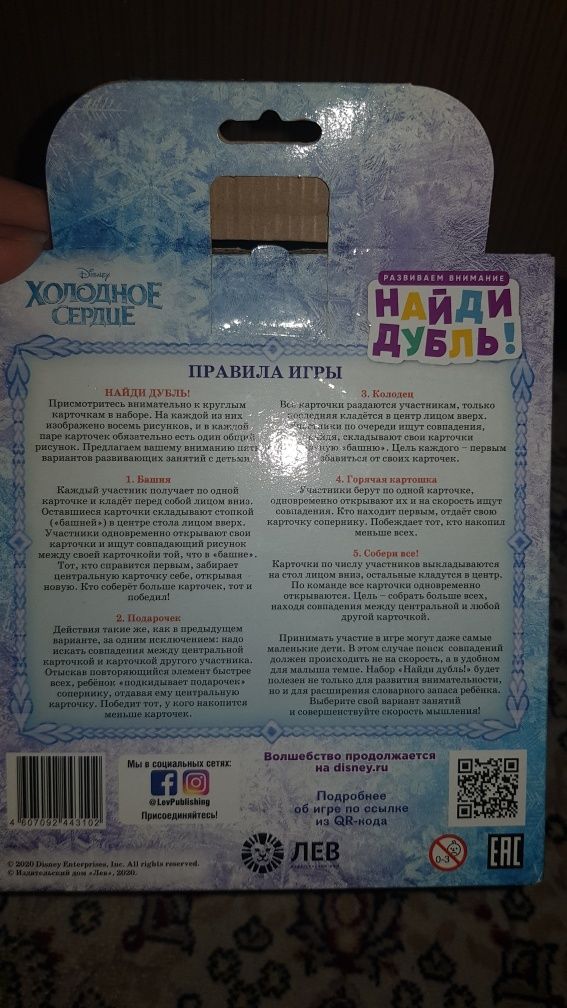 Disney
ХОЛОДНОЕ
СЕРДЦЕ
РАЗВИВАЕМ ВНИМАНИЕ
НАЙДИ
ДУБЛЬ!
ПРАВИЛА ИГРЫ
НАЙДИ ДУБЛЬ!
Присмотритесь внимательно к круглым
карточкам в наборе. На каждой из них
изображено восемь рисунков, и в каждой
паре карточек обязательно есть один общий
рисунок. Предлагаем вашему вниманию пять
вариантов развивающих занятий с детьми.
1. Башня
Каждый участник получает по одной
карточке и кладёт перед собой лицом вниз.
Оставшиеся карточки складывают стопкой
(«башней») в центре стола лицом вверх.
Участники одновременно открывают свои
карточки и ищут совпадающий рисунок
между своей карточкойи той, что в «башне».
Тот, кто справится первым, забирает
центральную карточку себе, открывая
новую. Кто соберёт больше карточек, тот и
победил!
2. Подарочек
Действия такие же, как в предыдущем
варианте, за одним исключением: надо
искать совпадения между центральной
карточкой и карточкой другого участника.
Отыскав повторяющийся элемент быстрее
всех, ребёнок «подкидывает подарочек»
сопернику, отдавая ему центральную
карточку. Победит тот, у кого накопится
меньше карточек.
3. Колодец
Все карточки раздаются участникам, только
последняя кладётся в центр лицом вверх.
Участники по очереди ищут совпадения,
складывают свои карточки
«башню». Цель каждого – первым
избавиться от своих карточек.
4. Горячая картошка
Участники берут по одной карточке,
одновременно открывают их и на скорость ищут
совпадения. Кто находит первым, отдаёт свою
карточку сопернику. Побеждает тот, кто накопил
меньше всех.
5. Собери все!
Карточки по числу участников выкладываются
на стол лицом вниз, остальные кладутся в центр.
По команде все карточки одновременно
открываются. Цель – собрать больше всех,
находя совпадения между центральной и любой
другой карточкой.
Принимать участие в игре могут даже самые
маленькие дети. В этом случае поиск совпадений
должен происходить не на скорость, а в удобном
для малыша темпе. Набор «Найди дубль!» будет
полезен не только для развития внимательности,
но и для расширения словарного запаса ребёнка.
Выберите свой вариант занятий
и совершенствуйте скорость мышления!
4 607092 443102
Мы в социальных сетях:
@LevPublishing
Присоединяйтесь!
Волшебство продолжается
на disney.ru
Подробнее
об игре по ссылке
из QR-кода
ЛЕВ
ИЗДАТЕЛЬСКИЙ ДОМ
0-3
EAC
© 2020 Disney Enterprises, Inc. All rights reserved.
© Издательский дом «Лев», 2020.